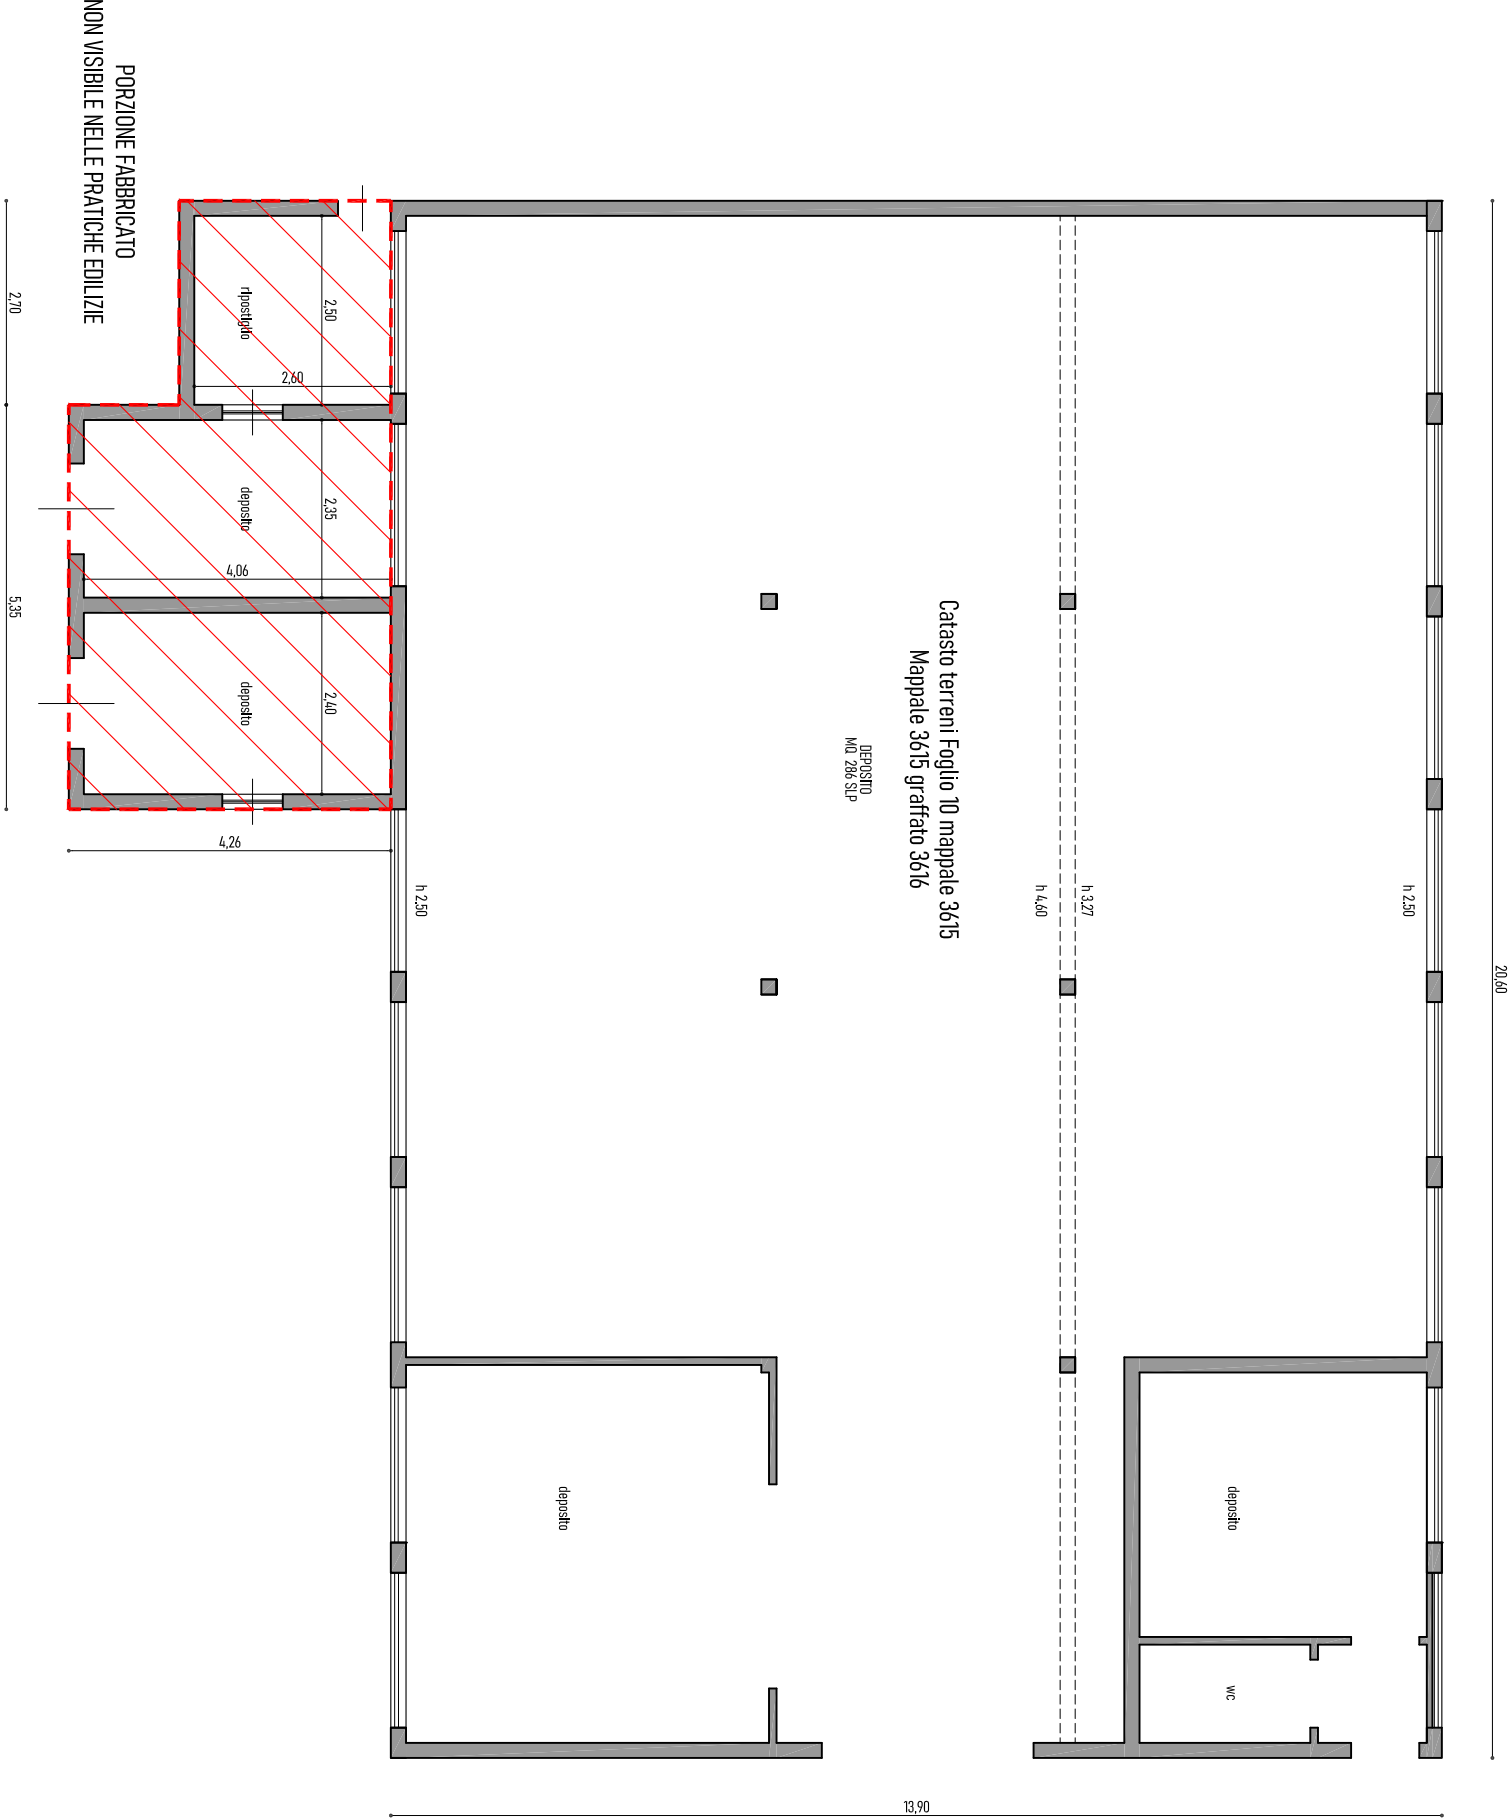 PORZIONE FABBRICATO
NON VISIBILE NELLE PRATICHE EDILIZIE
2,70
5,35
ripostiglio
2,50
2,60
deposito
2,35
4,06
deposito
2,40
4,26
h 2.50
Catasto terreni Foglio 10 mappale 3615
Mappale 3615 graffato 3616
DEPOSITO
MQ 286 SLP
h 4.60
h 3.27
h 2.50
20,60
deposito
deposito
wc
13,90